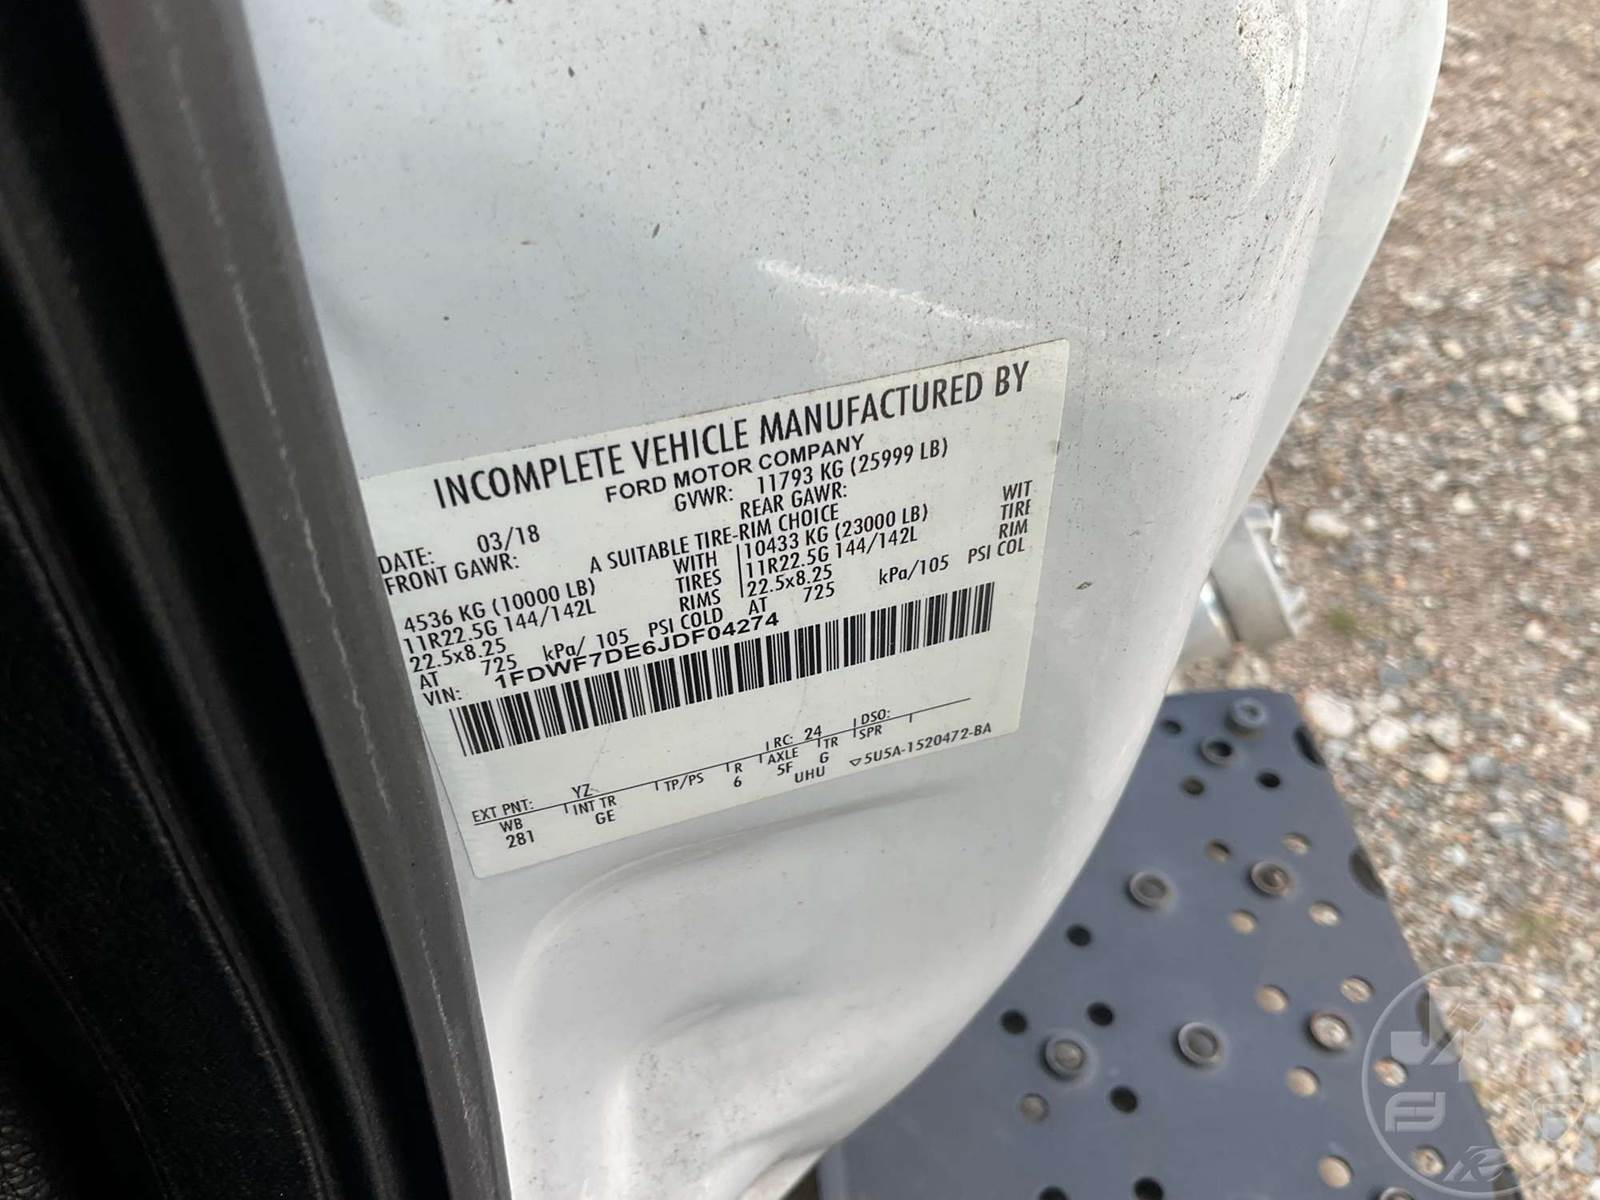 INCOMPLETE VEHICLE MANUFACTURED BY
FORD MOTOR COMPANY
DATE: 03/18 GVWR: 11793 KG (25999 LB)
FRONT GAWR: REAR GAWR:
A SUITABLE TIRE-RIM CHOICE
4536 KG (10000 LB) WITH 10433 KG (23000 LB) WIT
11R22.5G 144/142L TIRES 11R22.5G 144/142L TIRE
22.5x8.25 RIMS 22.5x8.25 RIM
AT 725 kPa/ 105 PSI COLD AT 725 kPa/105 PSI COL
VIN: 1FDWF7DE6JDF04274
EXT PNT: YZ RC: 24 DSO:
WB INT TR TP/PS R AXLE TR SPR
281 GE 6 5F G
UHU 5U5A-1520472-BA